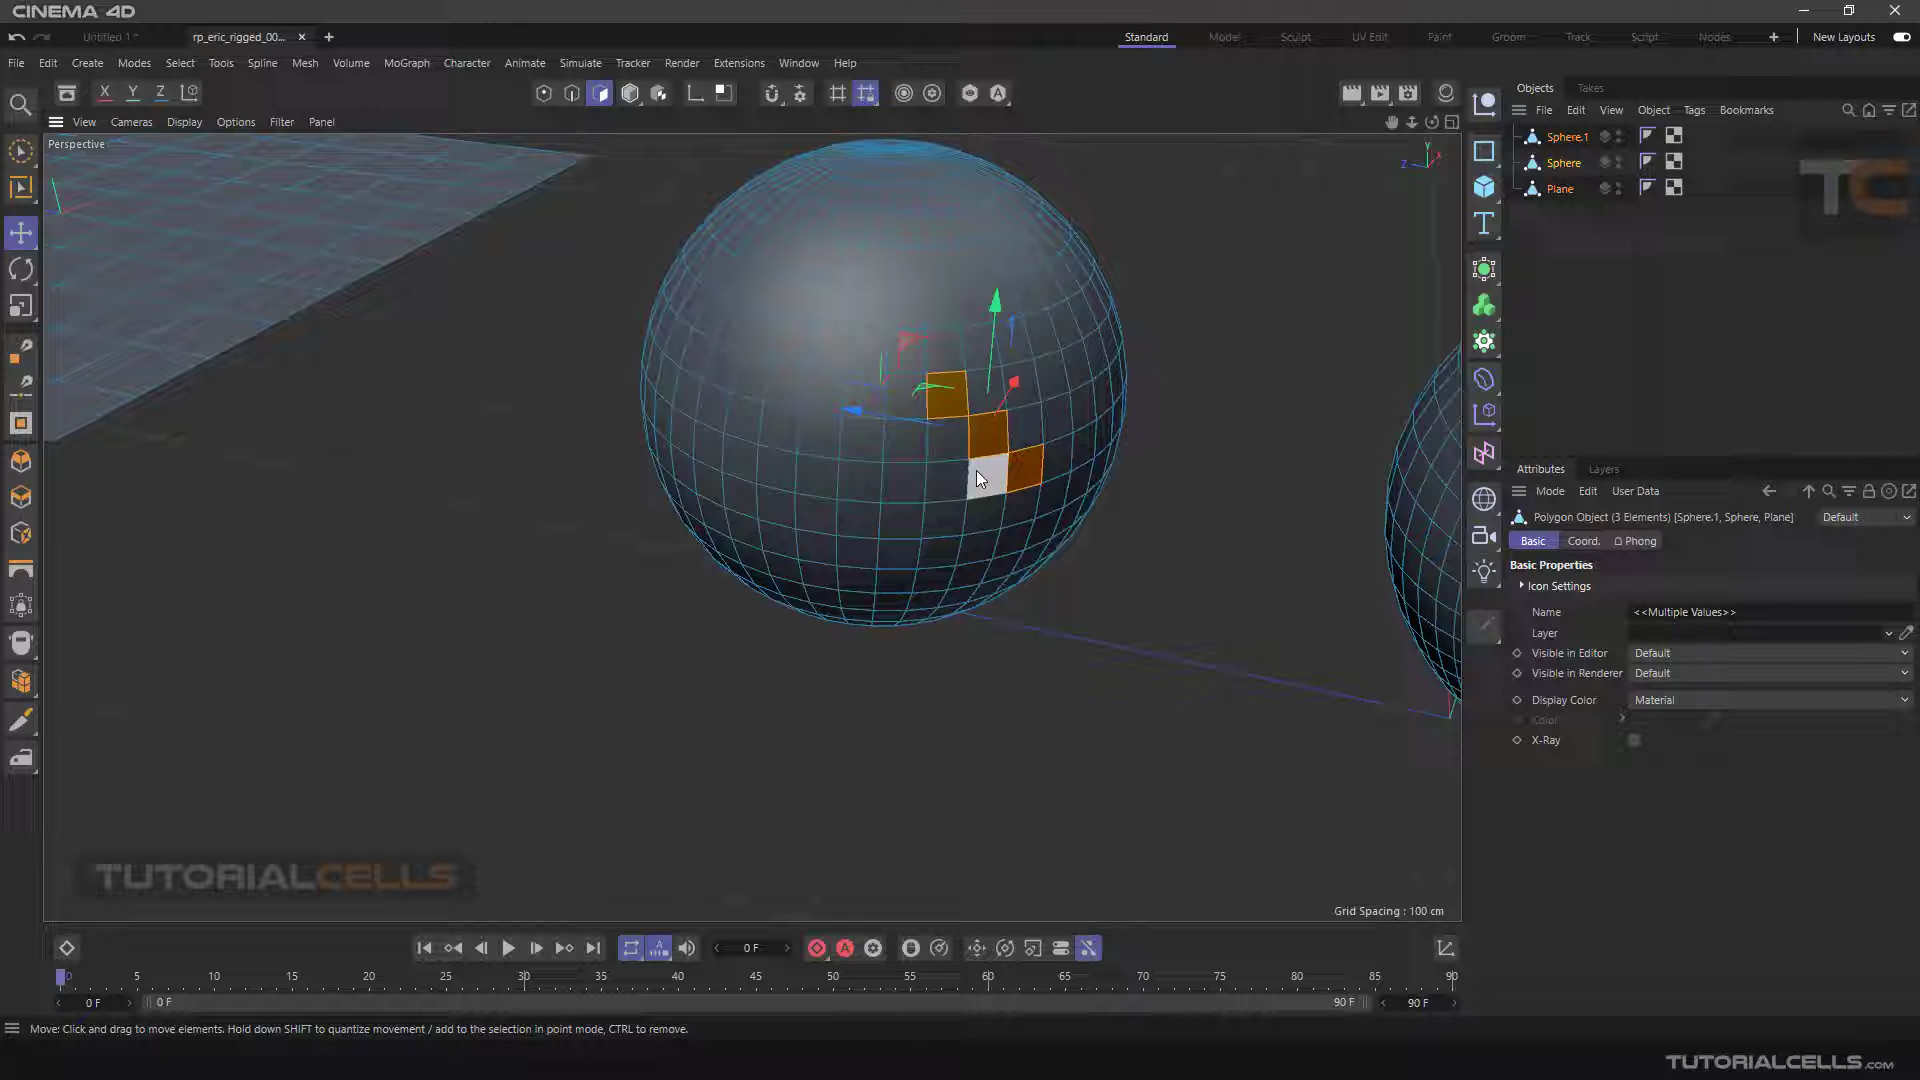 CINEMA 4D
Untitled 1 *
rp_eric_rigged_00...
Standard
Model
Sculpt
UV Edit
Paint
Groom
Track
Script
Nodes
New Layouts
File Edit Create Modes Select Tools Spline Mesh Volume MoGraph Character Animate Simulate Tracker Render Extensions Window Help
X Y Z
View Cameras Display Options Filter Panel
Perspective
Y
Z
X
Objects Takes
File Edit View Object Tags Bookmarks
Sphere.1
Sphere
Plane
TC
Attributes Layers
Mode Edit User Data
Polygon Object (3 Elements) [Sphere.1, Sphere, Plane]
Default
Basic Coord. Phong
Basic Properties
Icon Settings
Name <<Multiple Values>>
Layer
Visible in Editor Default
Visible in Renderer Default
Display Color Material
Color
X-Ray
TUTORIALCELLS
Grid Spacing : 100 cm
0 F
0 5 10 15 20 25 30 35 40 45 50 55 60 65 70 75 80 85 90
0 F 0 F 90 F 90 F
Move: Click and drag to move elements. Hold down SHIFT to quantize movement / add to the selection in point mode, CTRL to remove.
TUTORIALCELLS.COM